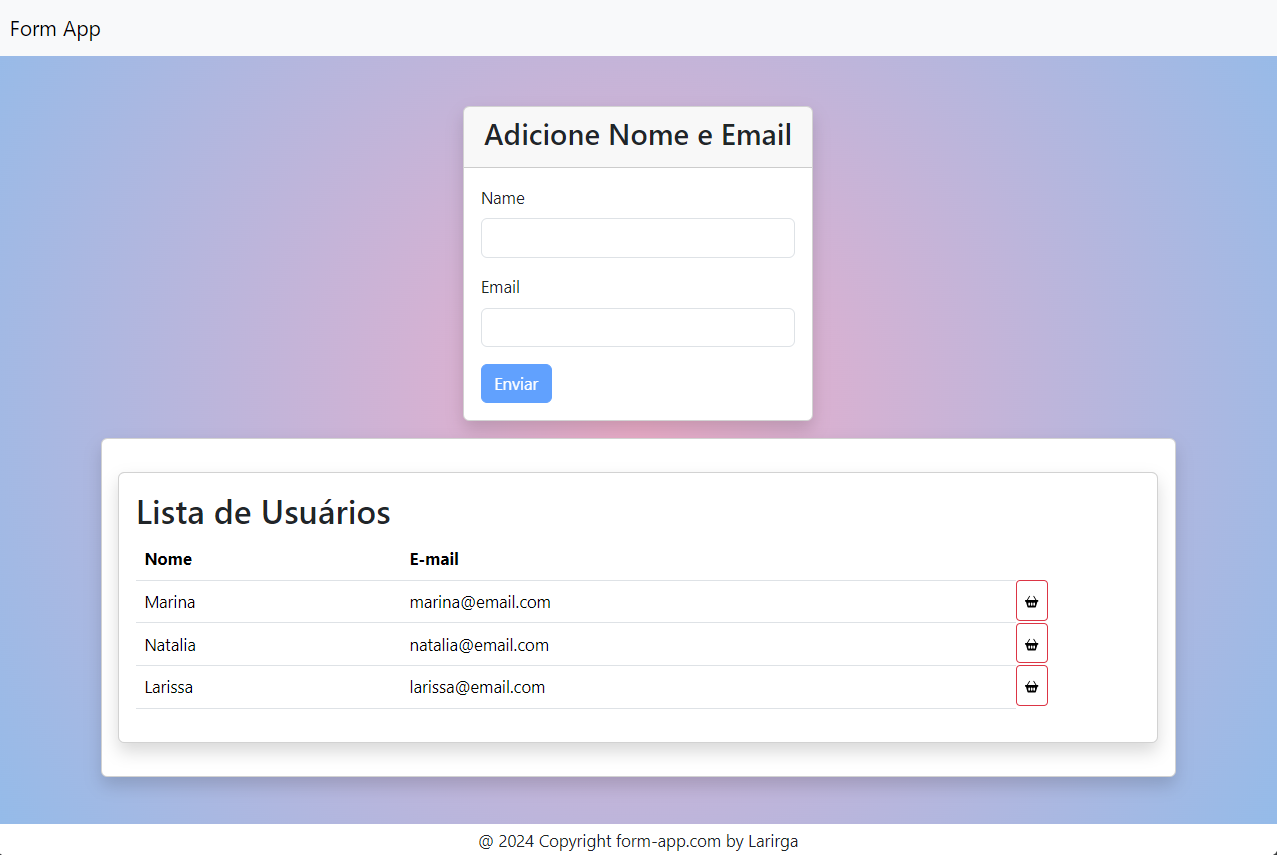 Form App
Adicione Nome e Email
Name
Email
Enviar
Lista de Usuários
Nome E-mail
Marina marina@email.com
Natalia natalia@email.com
Larissa larissa@email.com
@ 2024 Copyright form-app.com by Larirga